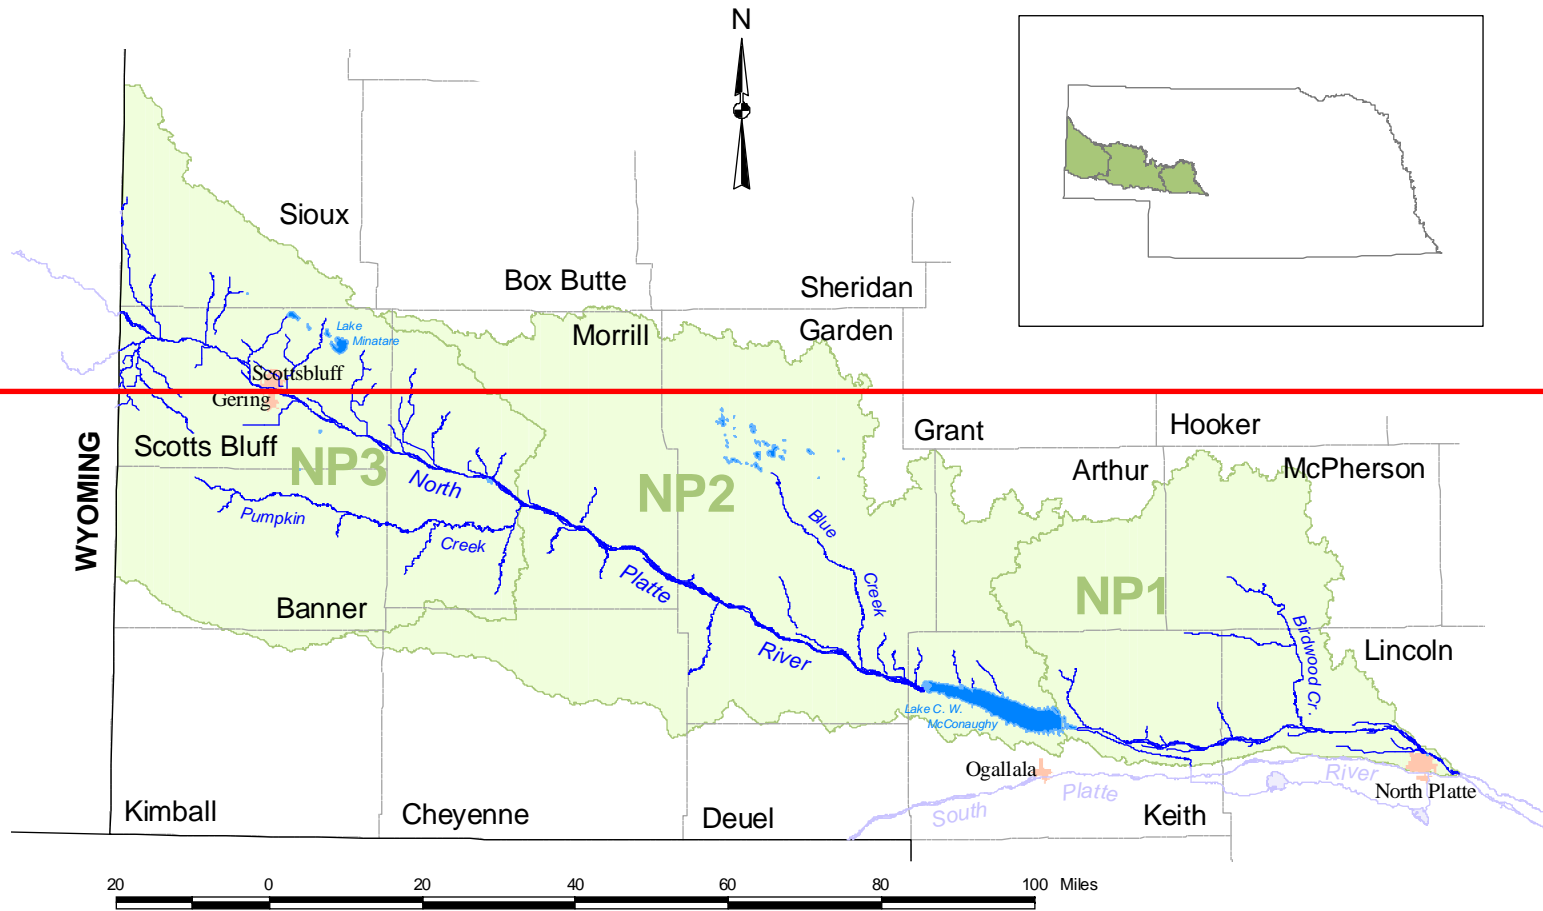 N
Sioux
Box Butte
Sheridan
Morrill
Garden
Lake
Minatare
Scottsbluff
Gering
Grant
Hooker
Scotts Bluff
Arthur
McPherson
WYOMING
NP3
NP2
NP1
North
Platte
River
Pumpkin
Creek
Blue
Creek
Banner
Birdwood Cr.
Lincoln
Lake C. W.
McConaughy
Ogallala
South
Platte
River
North Platte
Kimball
Cheyenne
Deuel
Keith
20 0 20 40 60 80 100 Miles